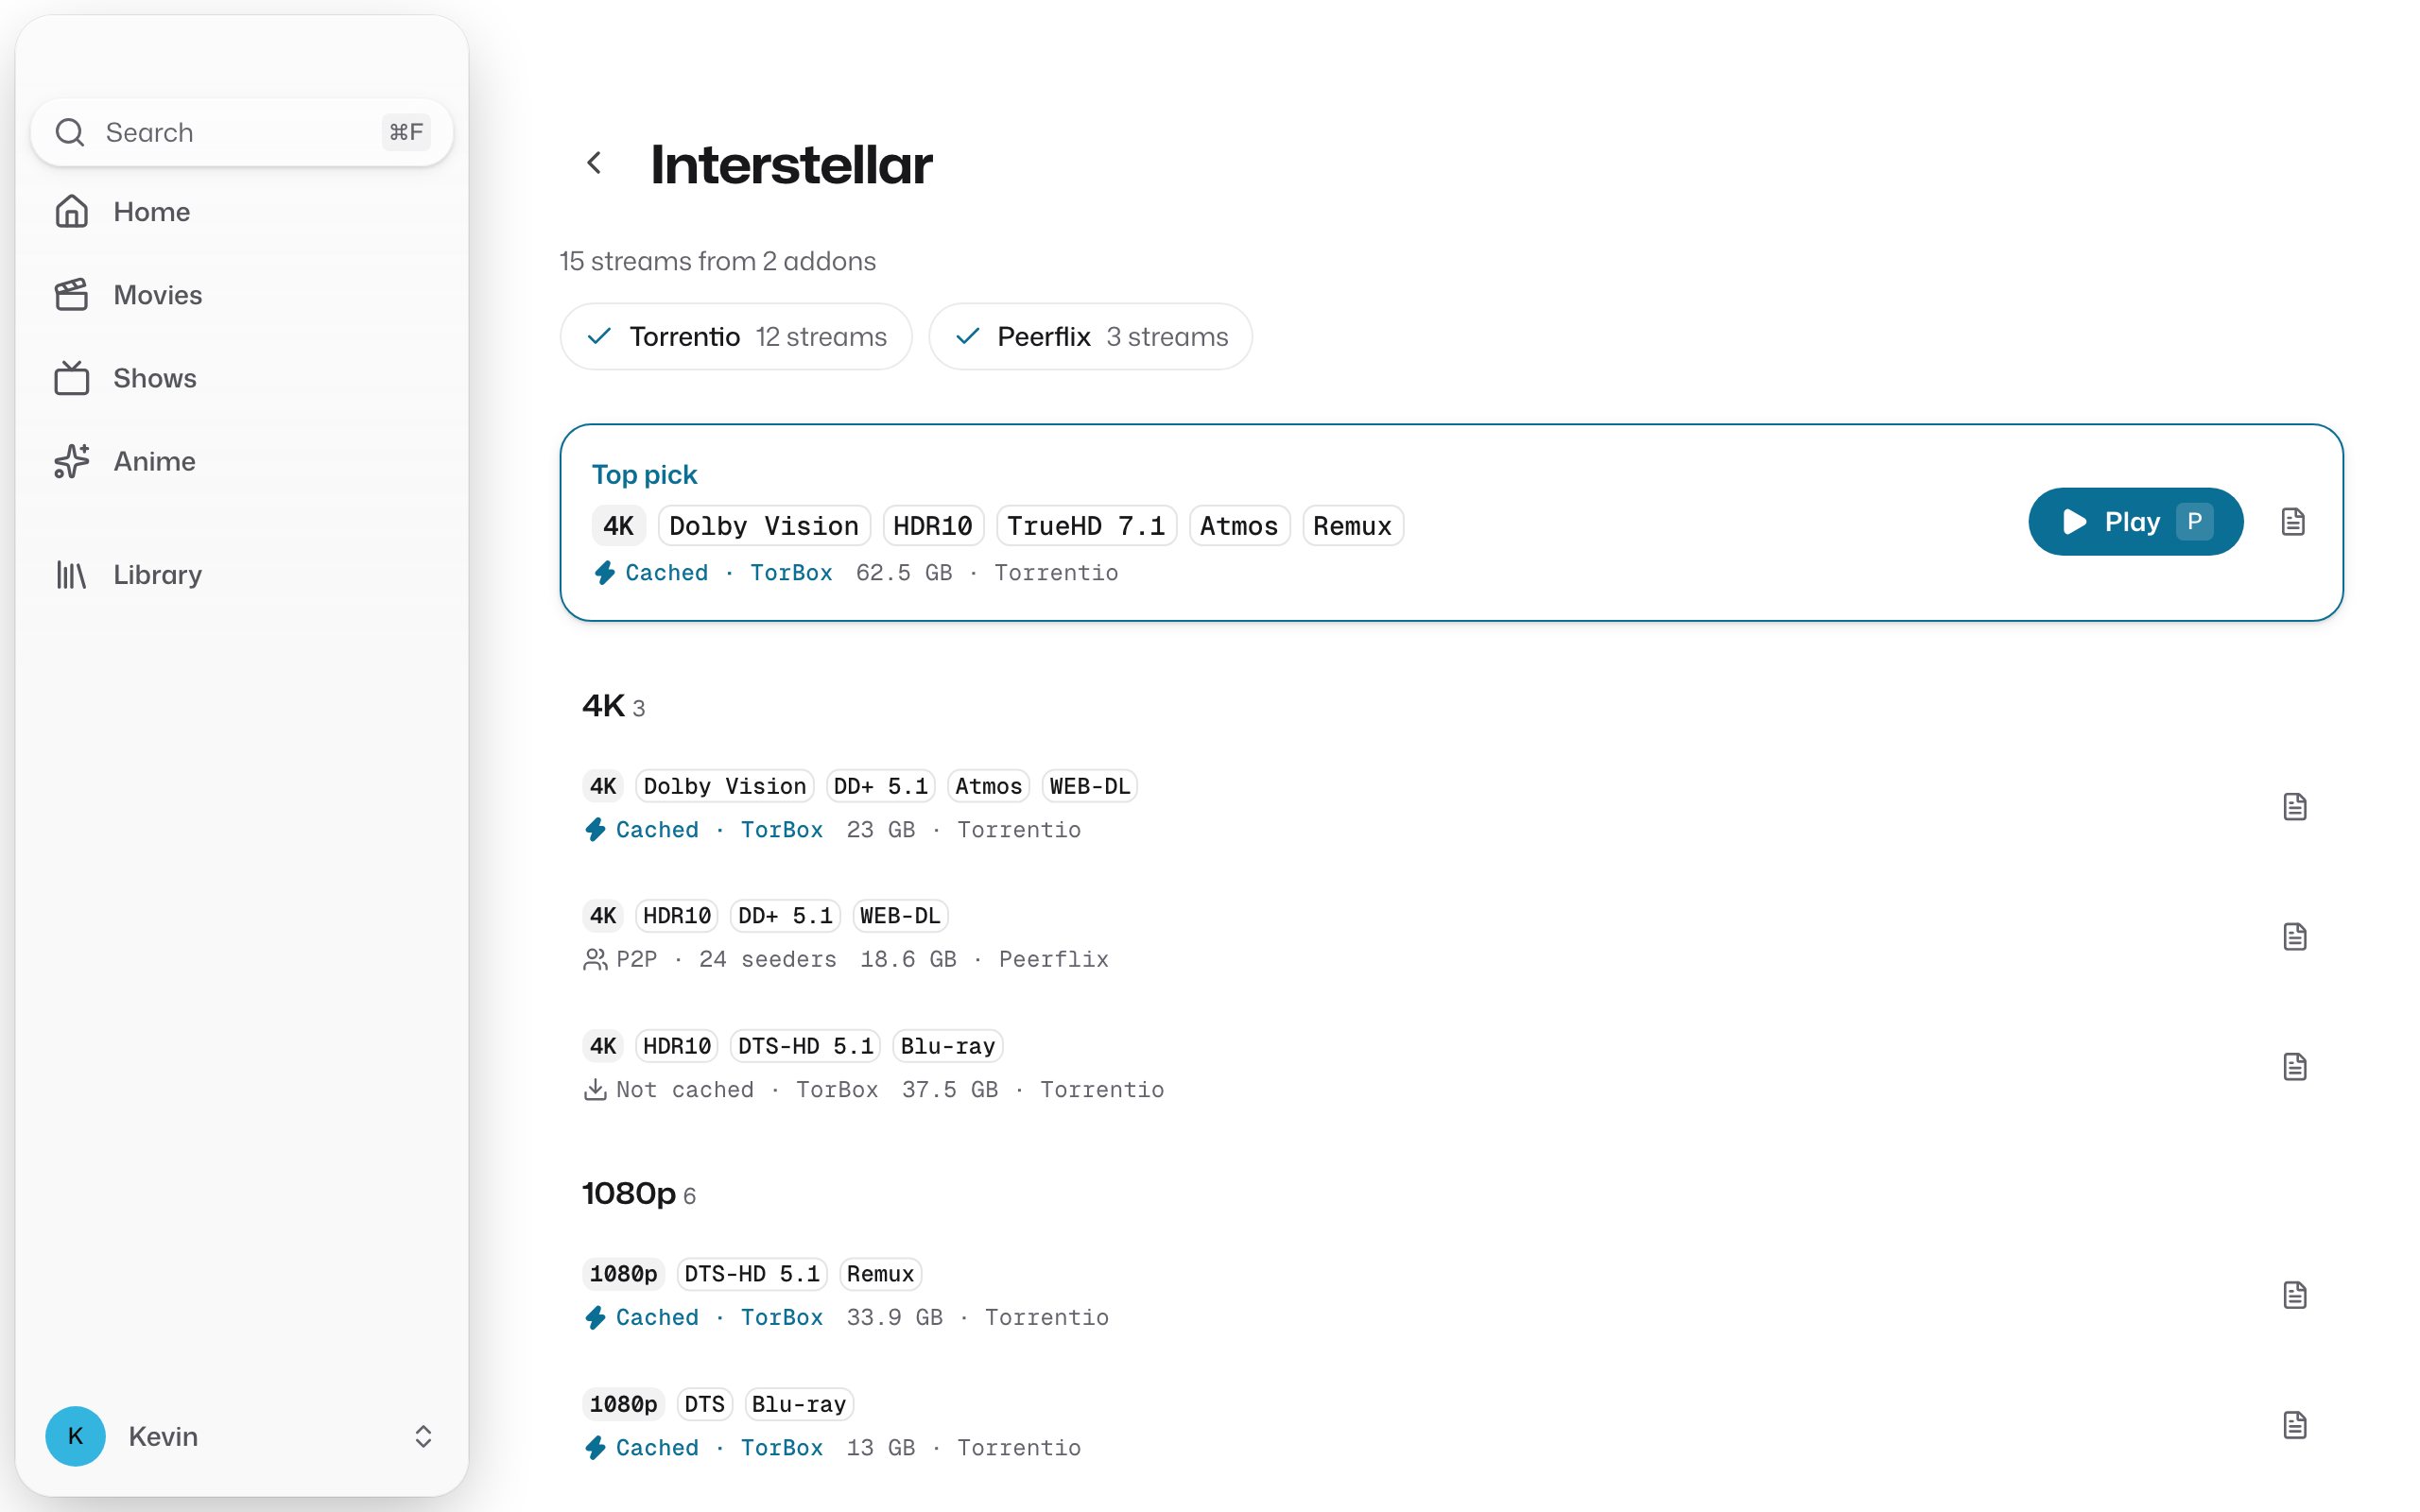 Search ⌘F
Home
Movies
Shows
Anime
Library
K Kevin
Interstellar
15 streams from 2 addons
Torrentio 12 streams Peerflix 3 streams
Top pick
4K Dolby Vision HDR10 TrueHD 7.1 Atmos Remux
Cached · TorBox 62.5 GB · Torrentio
Play P
4K 3
4K Dolby Vision DD+ 5.1 Atmos WEB-DL
Cached · TorBox 23 GB · Torrentio
4K HDR10 DD+ 5.1 WEB-DL
P2P · 24 seeders 18.6 GB · Peerflix
4K HDR10 DTS-HD 5.1 Blu-ray
Not cached · TorBox 37.5 GB · Torrentio
1080p 6
1080p DTS-HD 5.1 Remux
Cached · TorBox 33.9 GB · Torrentio
1080p DTS Blu-ray
Cached · TorBox 13 GB · Torrentio